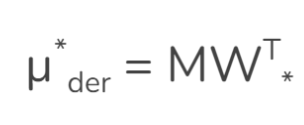 μ*der = MWT*